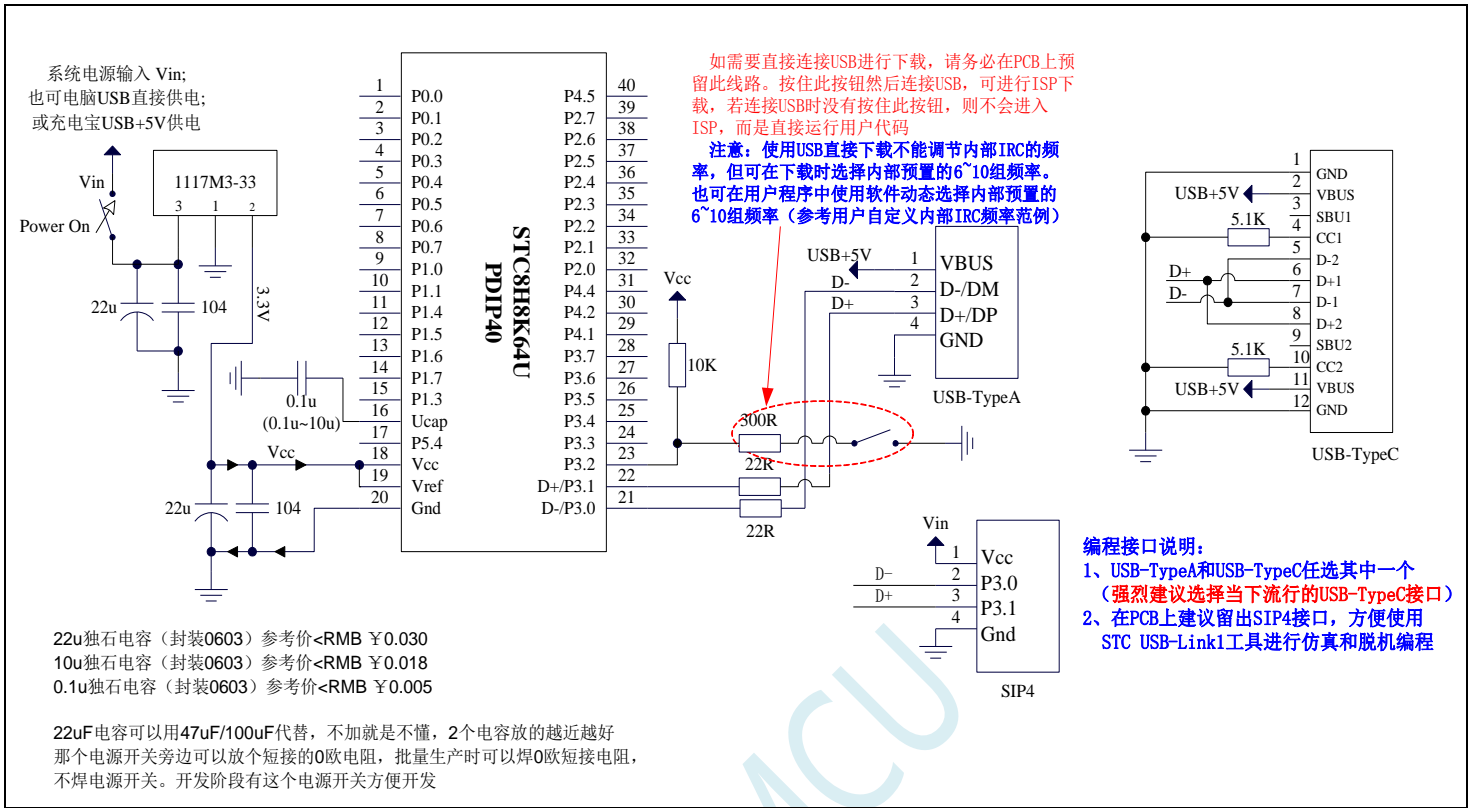 系统电源输入 Vin;
也可电脑USB直接供电;
或充电宝USB+5V供电
Vin
Power On
1117M3-33
3 1 2
22u
104
3.3V
0.1u
(0.1u~10u)
Vcc
22u
104
STC8H8K64U
PDIP40
1 P0.0
2 P0.1
3 P0.2
4 P0.3
5 P0.4
6 P0.5
7 P0.6
8 P0.7
9 P1.0
10 P1.1
11 P1.4
12 P1.5
13 P1.6
14 P1.7
15 P1.3
16 Ucap
17 P5.4
18 Vcc
19 Vref
20 Gnd
P4.5 40
P2.7 39
P2.6 38
P2.5 37
P2.4 36
P2.3 35
P2.2 34
P2.1 33
P2.0 32
P4.4 31
P4.2 30
P4.1 29
P3.7 28
P3.6 27
P3.5 26
P3.4 25
P3.3 24
P3.2 23
D+/P3.1 22
D-/P3.0 21
如需要直接连接USB进行下载，请务必在PCB上预
留此线路。按住此按钮然后连接USB，可进行ISP下
载，若连接USB时没有按住此按钮，则不会进入
ISP，而是直接运行用户代码
注意：使用USB直接下载不能调节内部IRC的频
率，但可在下载时选择内部预置的6~10组频率。
也可在用户程序中使用软件动态选择内部预置的
6~10组频率（参考用户自定义内部IRC频率范例）
Vcc
10K
300R
22R
22R
USB+5V
D-
D+
1 VBUS
2 D-/DM
3 D+/DP
4 GND
USB-TypeA
Vin
D-
D+
1 Vcc
2 P3.0
3 P3.1
4 Gnd
SIP4
USB+5V
5.1K
D+
D-
5.1K
USB+5V
1 GND
2 VBUS
3 SBU1
4 CC1
5 D-2
6 D+1
7 D-1
8 D+2
9 SBU2
10 CC2
11 VBUS
12 GND
USB-TypeC
编程接口说明：
1、USB-TypeA和USB-TypeC任选其中一个
（强烈建议选择当下流行的USB-TypeC接口）
2、在PCB上建议留出SIP4接口，方便使用
STC USB-Link1工具进行仿真和脱机编程
22u独石电容（封装0603）参考价<RMB ￥0.030
10u独石电容（封装0603）参考价<RMB ￥0.018
0.1u独石电容（封装0603）参考价<RMB ￥0.005
22uF电容可以用47uF/100uF代替，不加就是不懂，2个电容放的越近越好
那个电源开关旁边可以放个短接的0欧电阻，批量生产时可以焊0欧短接电阻，
不焊电源开关。开发阶段有这个电源开关方便开发
MCU